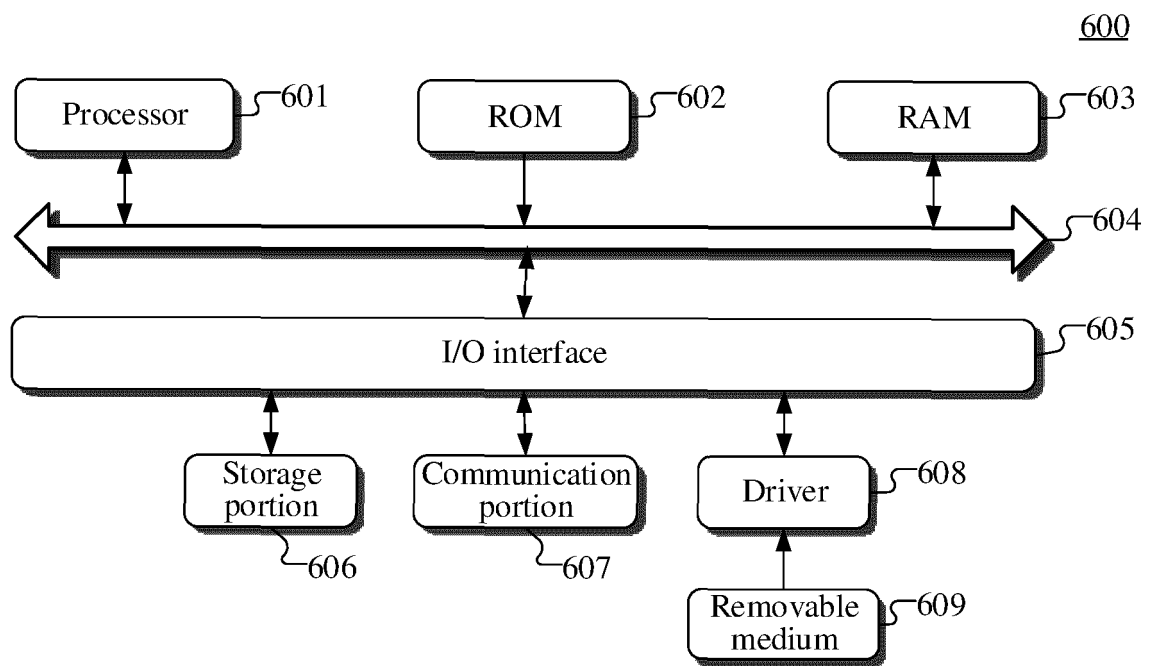 600
Processor
601
ROM
602
RAM
603
604
I/O interface
605
Storage
portion
606
Communication
portion
607
Driver
608
Removable
medium
609